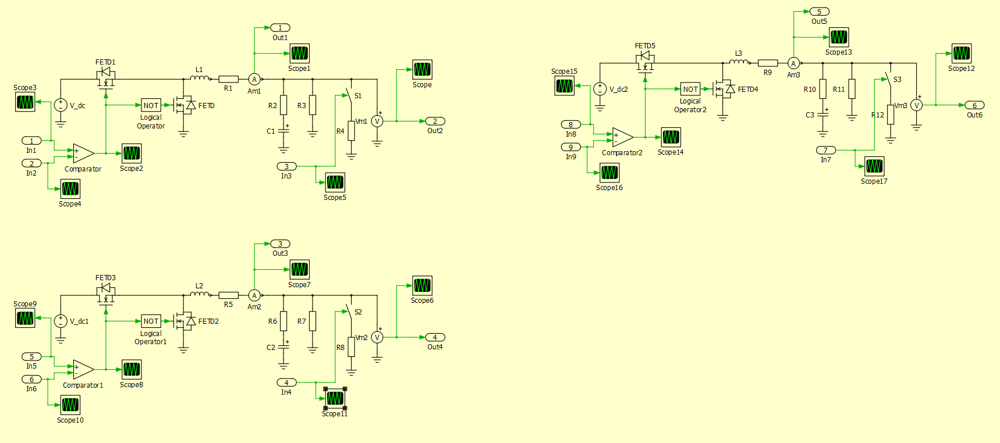 1
Out1
Scope1
FETD1
L1
R1
A
Am1
Scope
Scope3
+
-
V_dc
NOT
Logical
Operator
FETD
R2
R3
S1
+
C1
R4
Vm1
+
V
2
Out2
1
In1
2
In2
+
-
Comparator
Scope2
3
In3
Scope5
Scope4
5
Out5
Scope13
FETD5
L3
R9
A
Am3
Scope12
Scope15
+
-
V_dc2
NOT
Logical
Operator2
FETD4
R10
R11
S3
+
C3
R12
Vm3
+
V
6
Out6
8
In8
9
In9
+
-
Comparator2
Scope14
7
In7
Scope17
Scope16
3
Out3
Scope7
FETD3
L2
R5
A
Am2
Scope6
Scope9
+
-
V_dc1
NOT
Logical
Operator1
FETD2
R6
R7
S2
+
C2
R8
Vm2
+
V
4
Out4
5
In5
6
In6
+
-
Comparator1
Scope8
4
In4
Scope11
Scope10